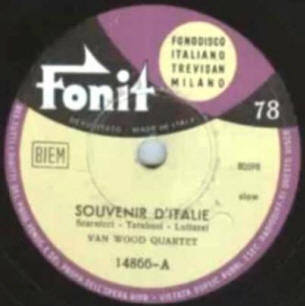 Fonit
FONODISCO
ITALIANO
TREVISAN
MILANO
DEPOSITATO - MADE IN ITALY
78
BIEM
slow
SOUVENIR D'ITALIE
Scarnicci - Tarabusi - Luttazzi
VAN WOOD QUARTET
14866-A